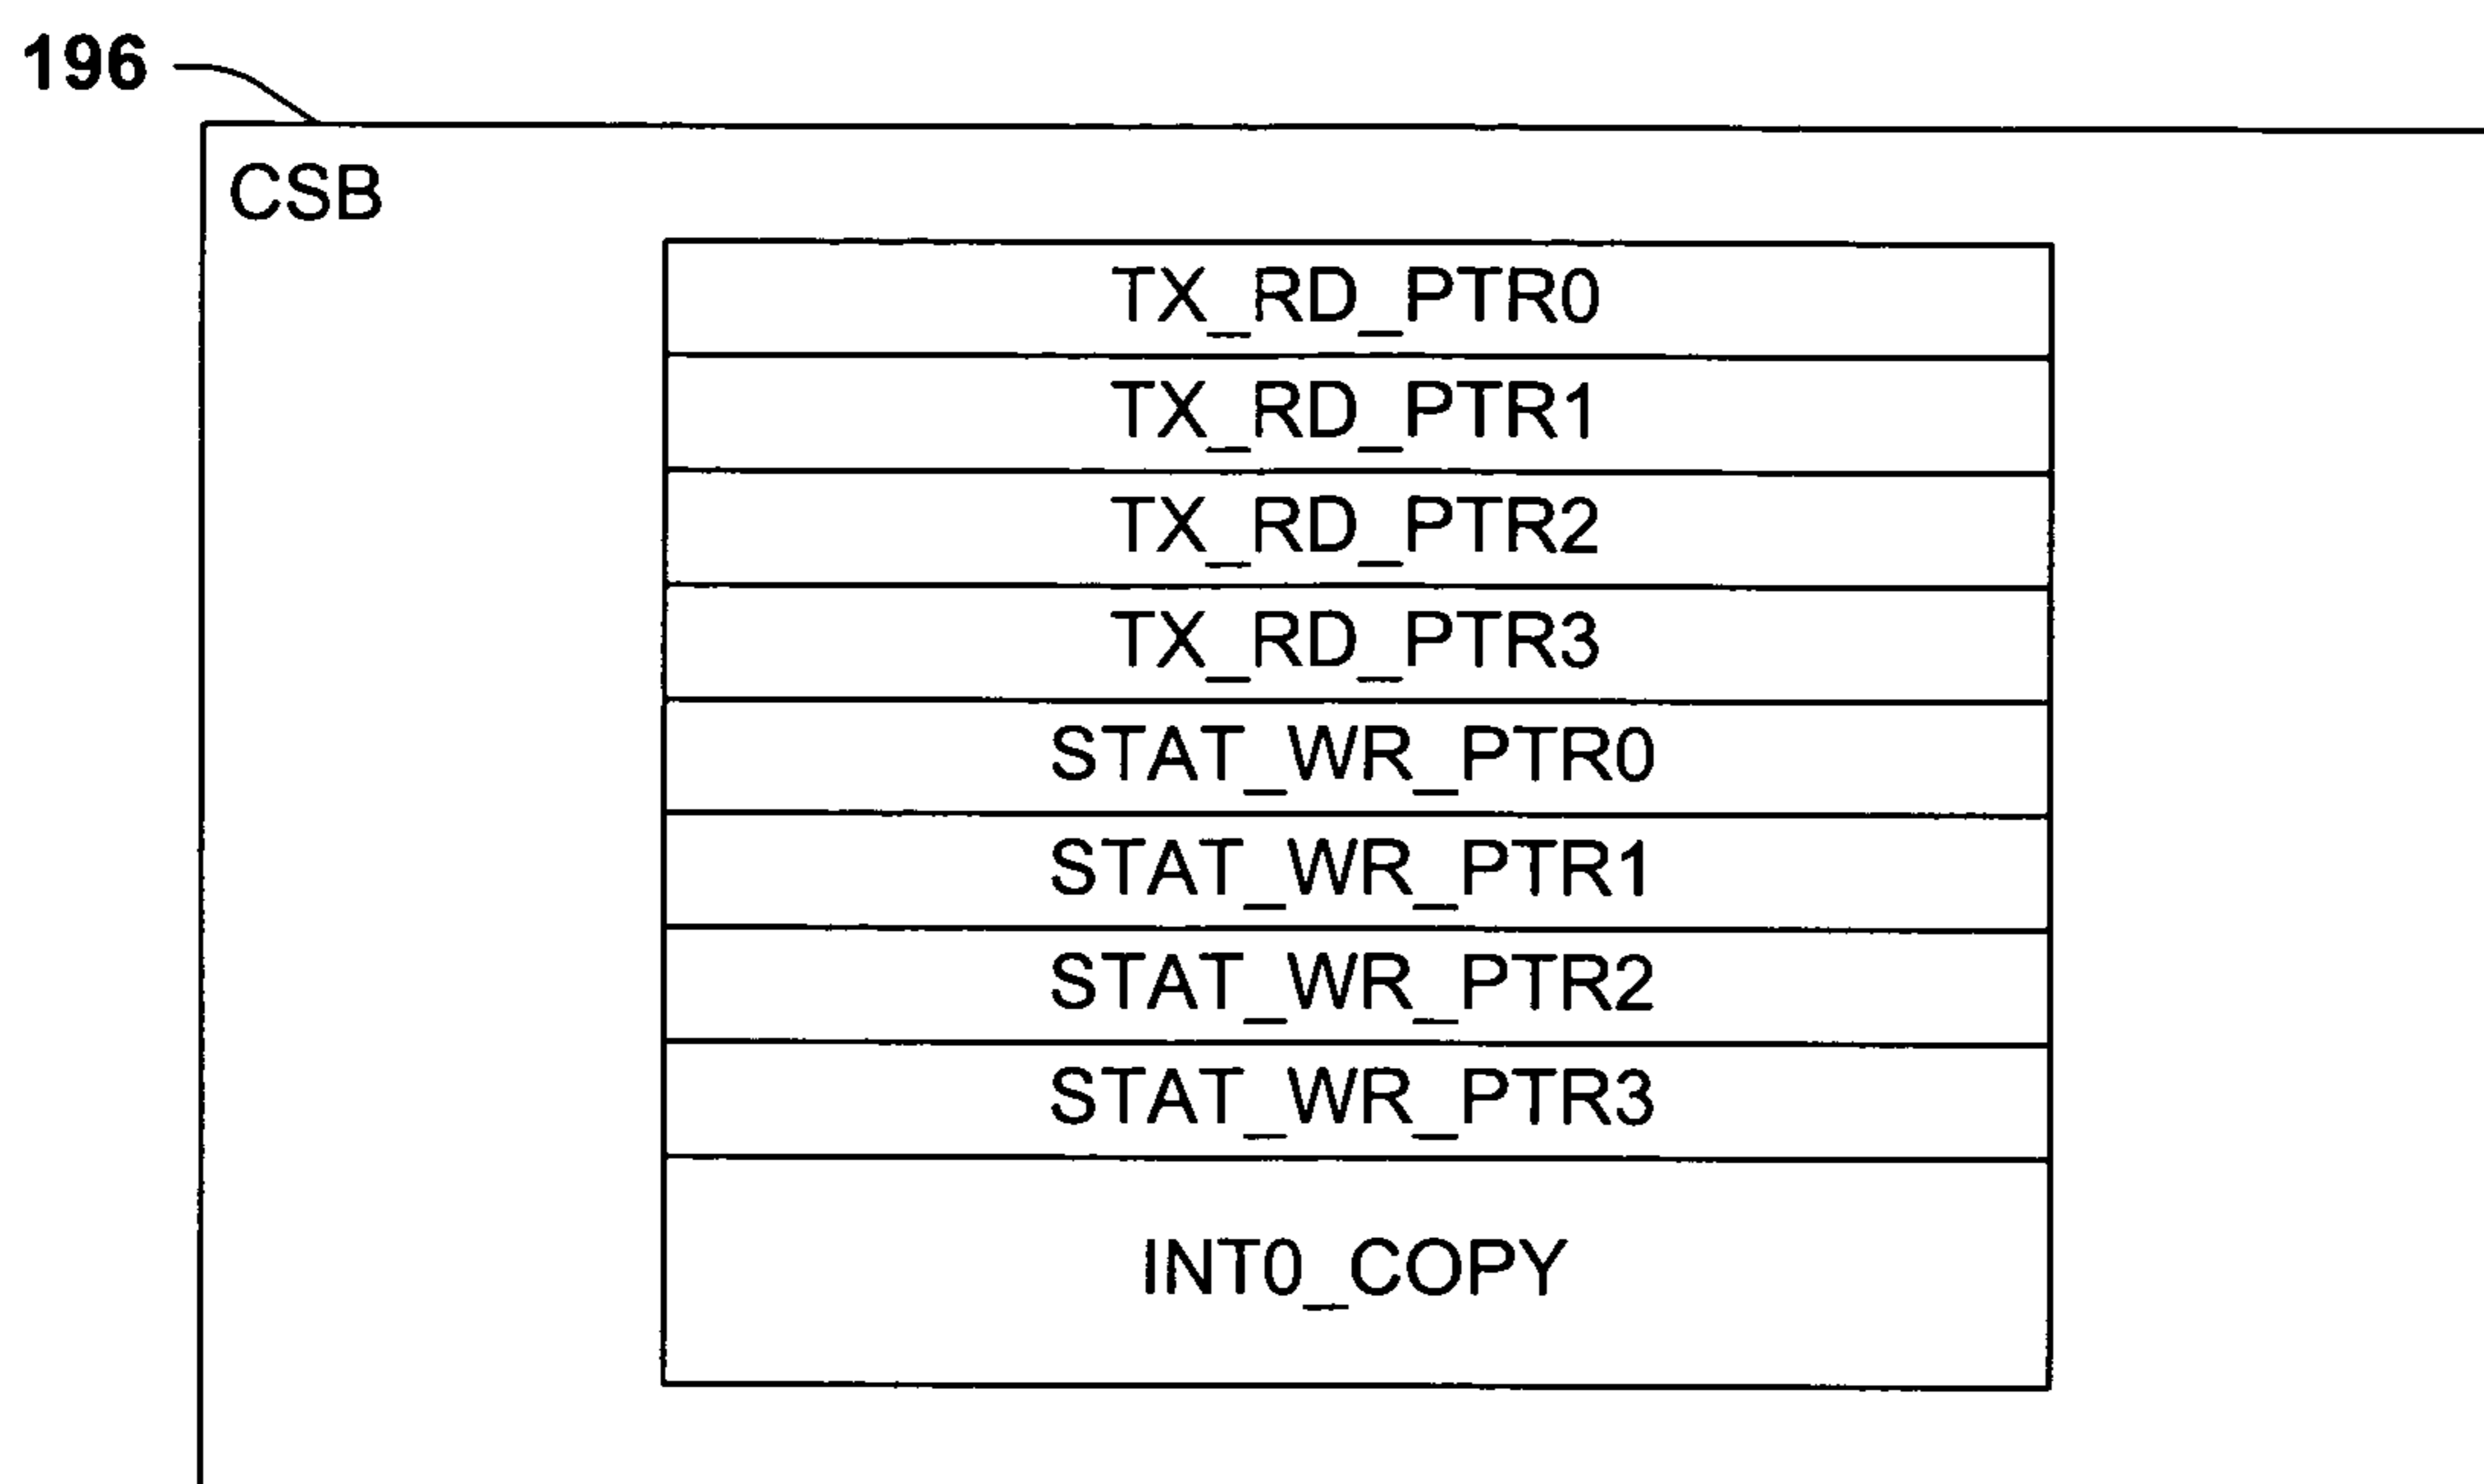 196
CSB
TX_RD_PTR0
TX_RD_PTR1
TX_RD_PTR2
TX_RD_PTR3
STAT_WR_PTR0
STAT_WR_PTR1
STAT_WR_PTR2
STAT_WR_PTR3
INT0_COPY